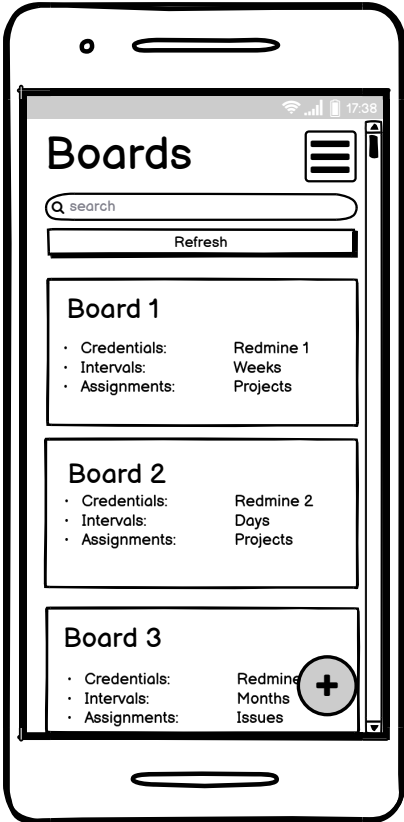 17:38
Boards
search
Refresh
Board 1
· Credentials: Redmine 1
· Intervals: Weeks
· Assignments: Projects
Board 2
· Credentials: Redmine 2
· Intervals: Days
· Assignments: Projects
Board 3
· Credentials: Redmine
· Intervals: Months
· Assignments: Issues